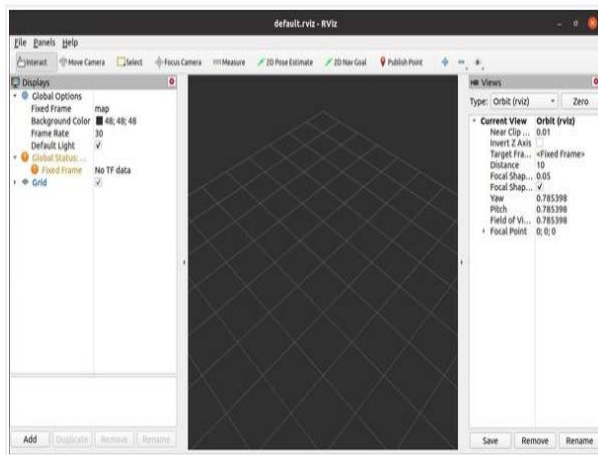 default.rviz - RViz
File Panels Help
Interact Move Camera Select Focus Camera Measure 2D Pose Estimate 2D Nav Goal Publish Point
Displays
Global Options
Fixed Frame map
Background Color 48; 48; 48
Frame Rate 30
Default Light ✓
Global Status: ...
Fixed Frame No TF data
Grid ✓
Add Duplicate Remove Rename
Views
Type: Orbit (rviz) Zero
Current View Orbit (rviz)
Near Clip ... 0.01
Invert Z Axis
Target Fra... <Fixed Frame>
Distance 10
Focal Shap... 0.05
Focal Shap... ✓
Yaw 0.785398
Pitch 0.785398
Field of Vi... 0.785398
Focal Point 0; 0; 0
Save Remove Rename